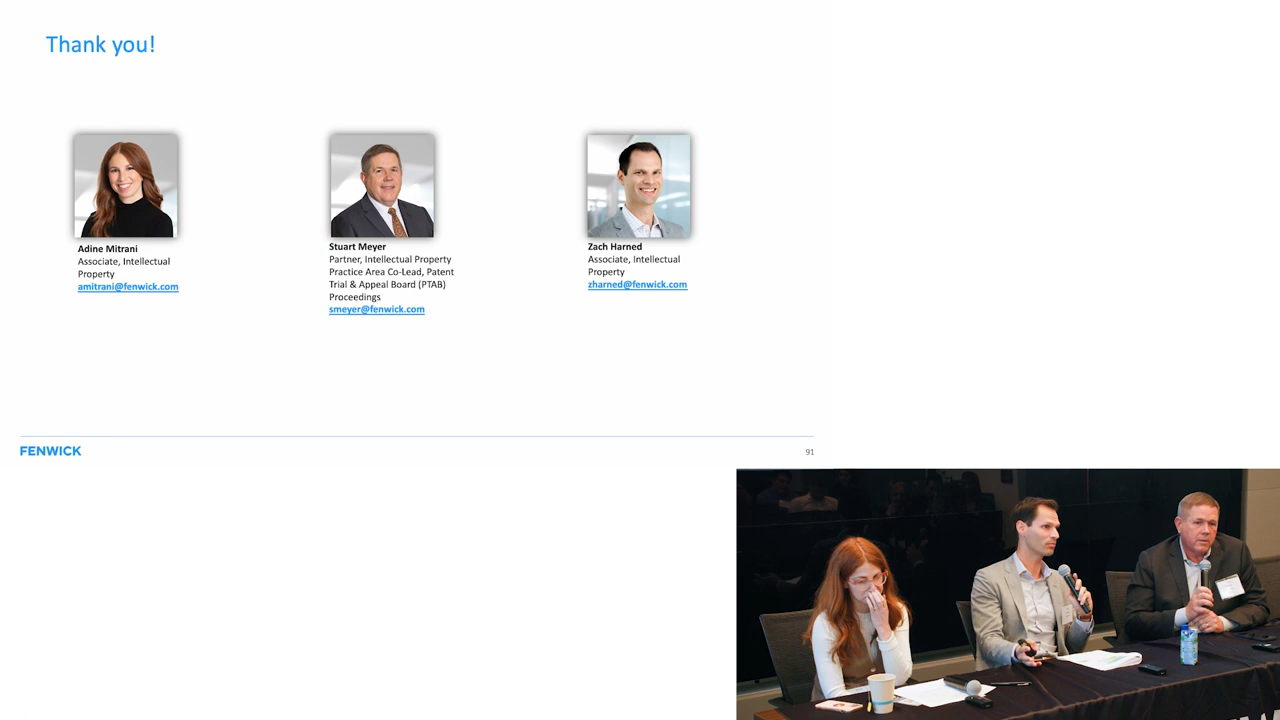 Thank you!
Adine Mitrani
Associate, Intellectual
Property
amitrani@fenwick.com
Stuart Meyer
Partner, Intellectual Property
Practice Area Co-Lead, Patent
Trial & Appeal Board (PTAB)
Proceedings
smeyer@fenwick.com
Zach Harned
Associate, Intellectual
Property
zharned@fenwick.com
FENWICK
91